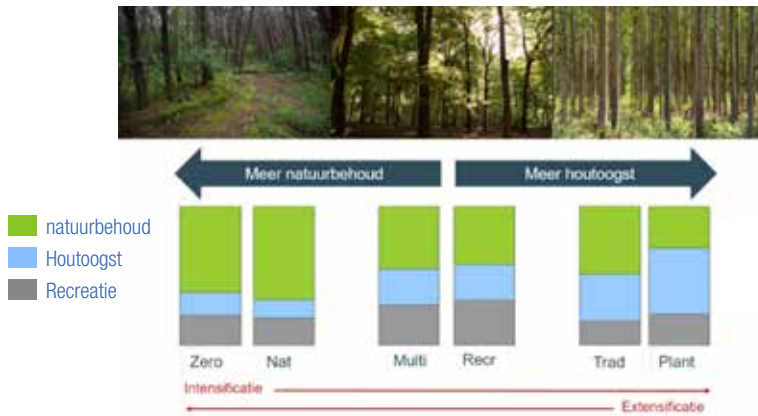 Meer natuurbehoud
Meer houtoogst
natuurbehoud
Houtoogst
Recreatie
Zero
Nat
Multi
Recr
Trad
Plant
Intensificatie
Extensificatie